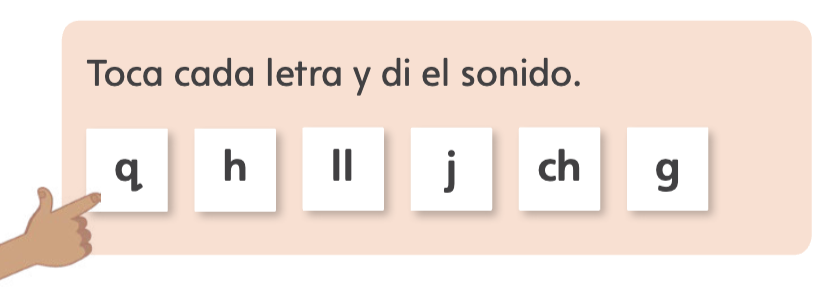 Toca cada letra y di el sonido.
q h ll j ch g